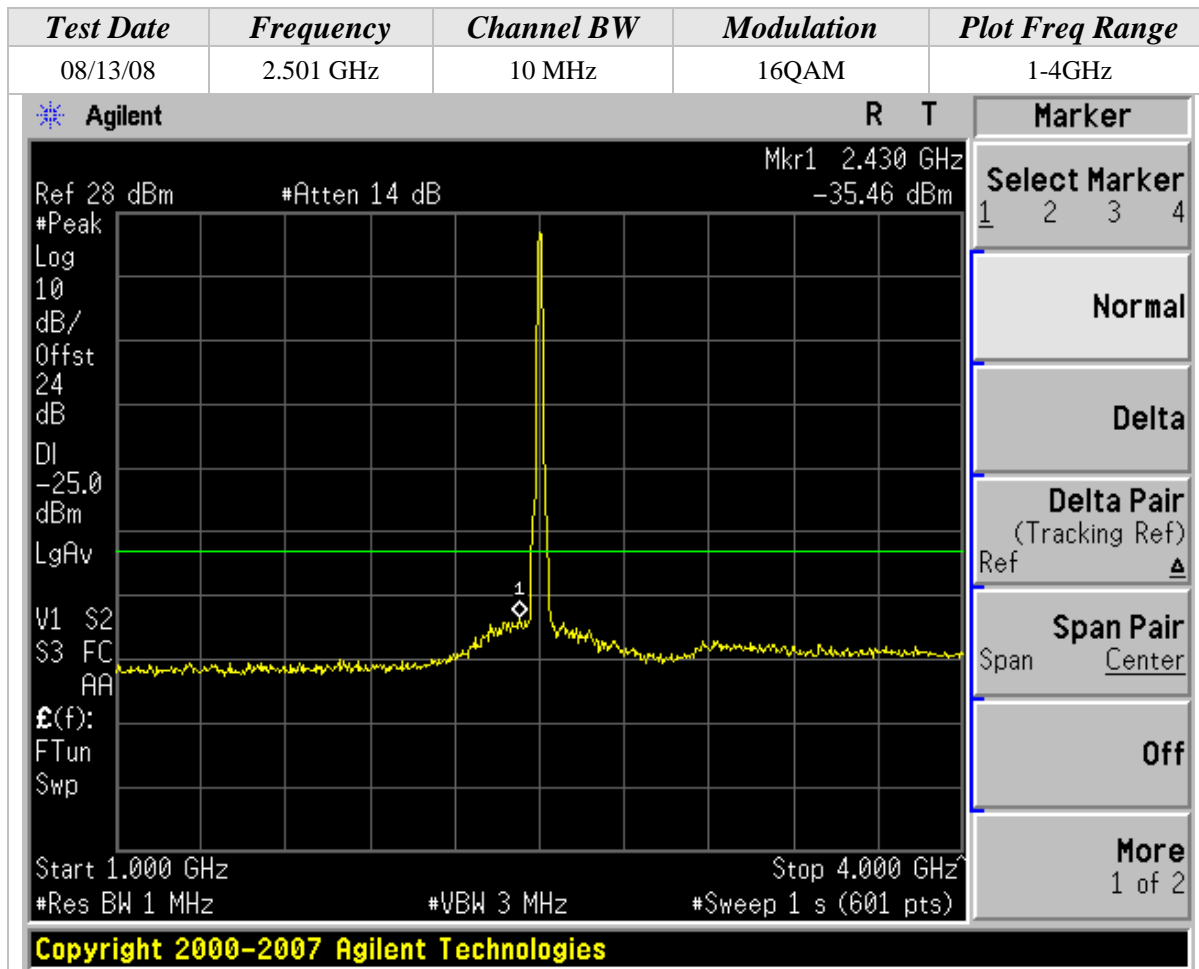 Test Date Frequency Channel BW Modulation Plot Freq Range
08/13/08 2.501 GHz 10 MHz 16QAM 1-4GHz
Agilent R T
Mkr1 2.430 GHz
Ref 28 dBm #Atten 14 dB -35.46 dBm
#Peak
Log
10
dB/
Offst
24
dB
DI
-25.0
dBm
LgAv
1
V1 S2
S3 FC
AA
£(f):
FTun
Swp
Start 1.000 GHz Stop 4.000 GHz^
#Res BW 1 MHz #VBW 3 MHz #Sweep 1 s (601 pts)
Marker
Select Marker
1 2 3 4
Normal
Delta
Delta Pair
(Tracking Ref)
Ref Δ
Span Pair
Span Center
Off
More
1 of 2
Copyright 2000-2007 Agilent Technologies